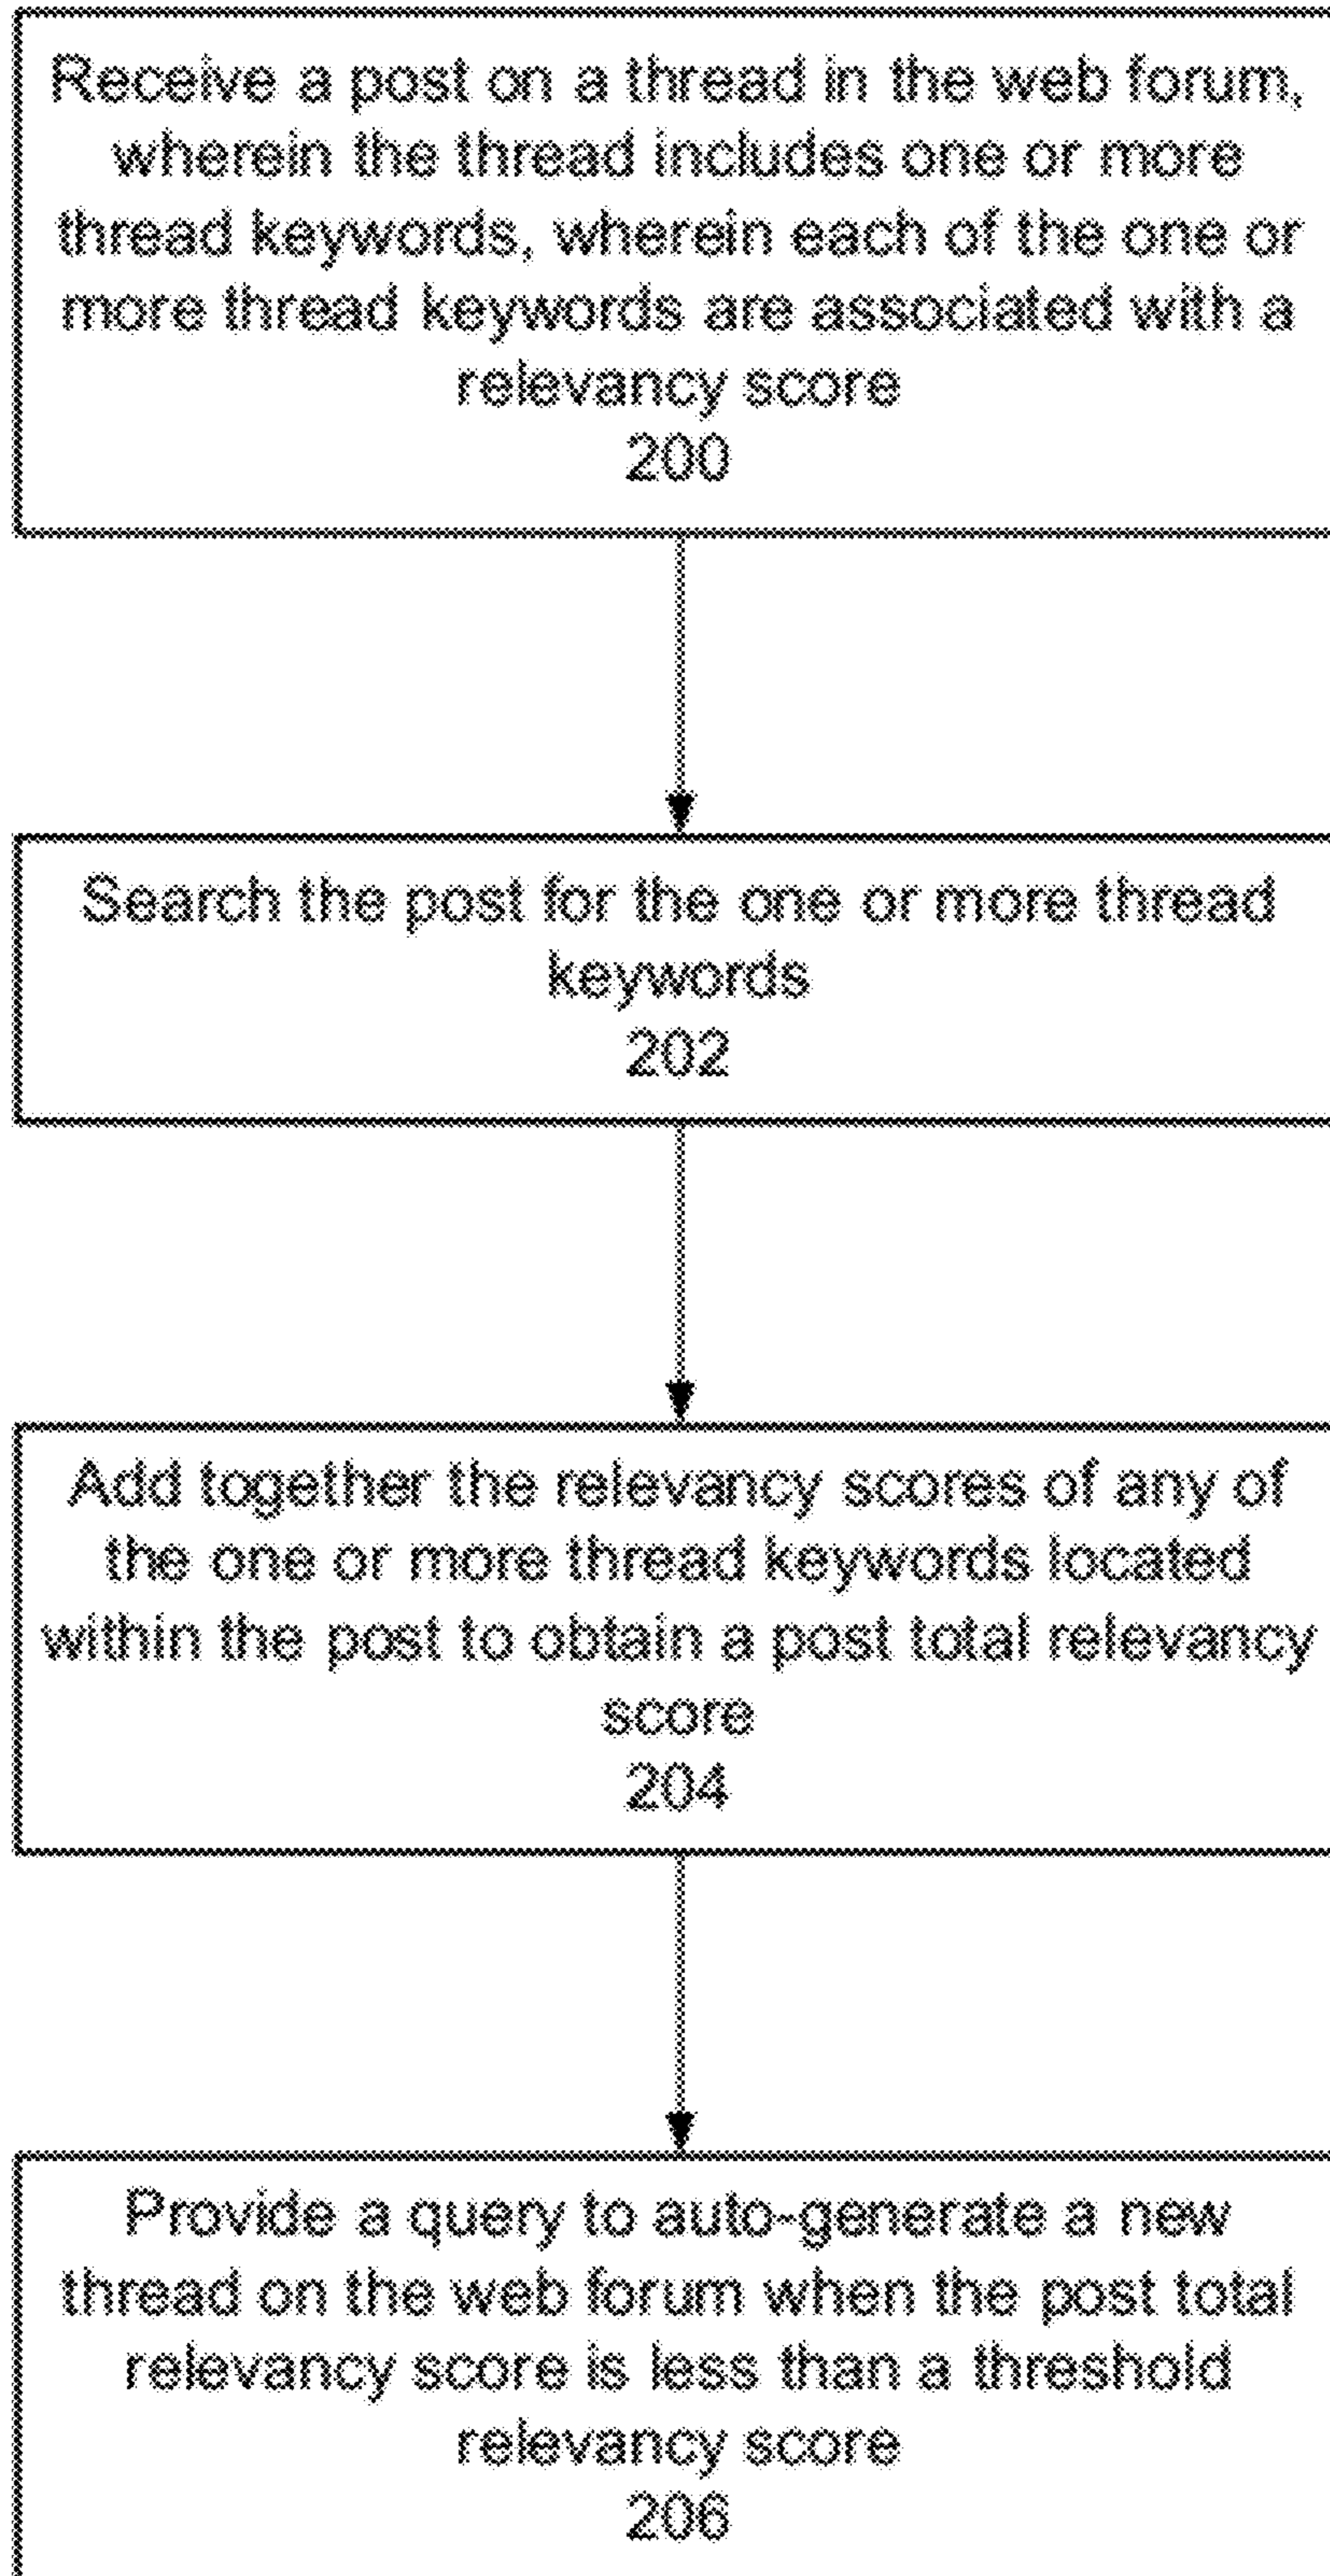 Receive a post on a thread in the web forum,
wherein the thread includes one or more
thread keywords, wherein each of the one or
more thread keywords are associated with a
relevancy score
200
Search the post for the one or more thread
keywords
202
Add together the relevancy scores of any of
the one or more thread keywords located
within the post to obtain a post total relevancy
score
204
Provide a query to auto-generate a new
thread on the web forum when the post total
relevancy score is less than a threshold
relevancy score
206